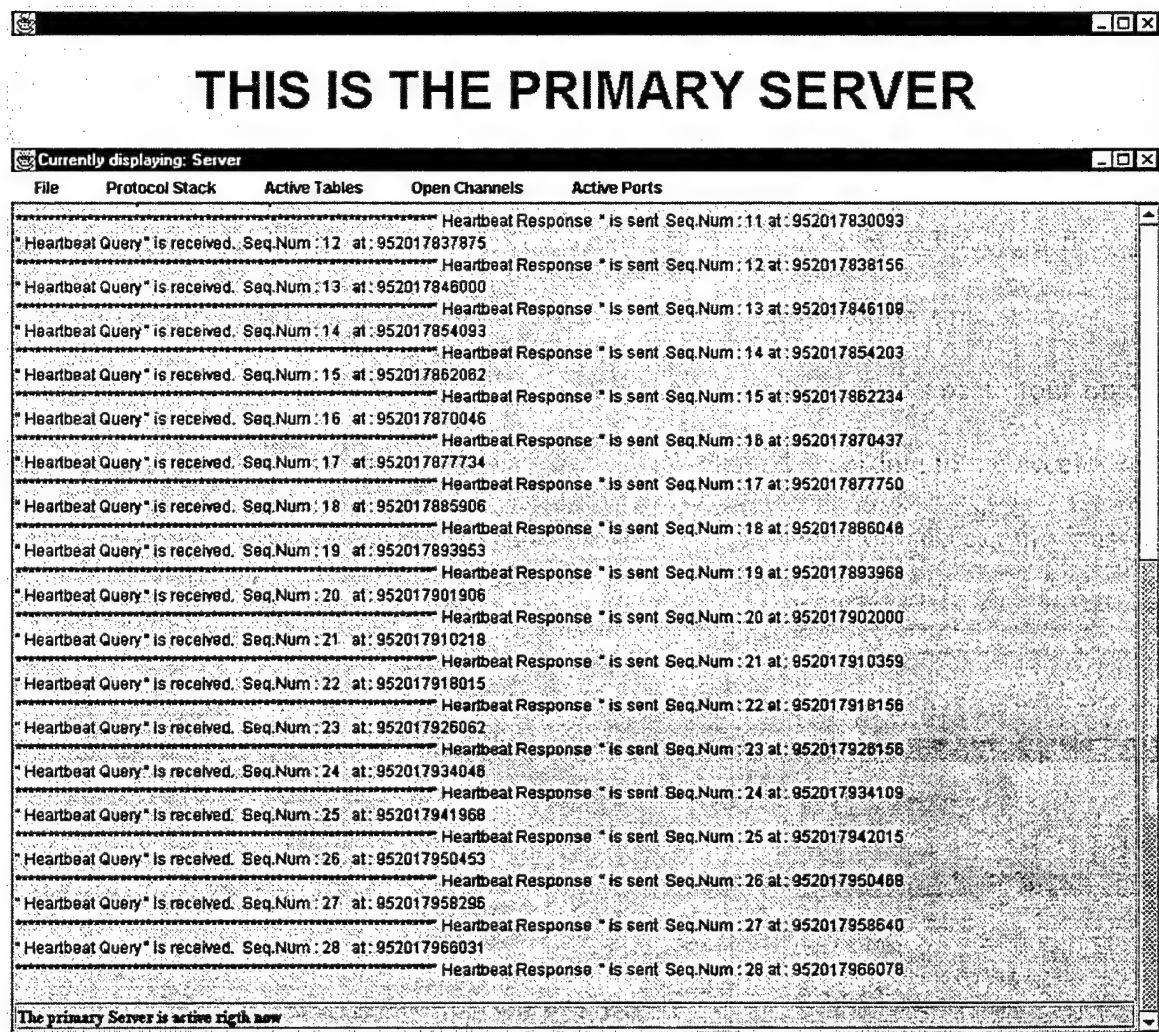 THIS IS THE PRIMARY SERVER
Currently displaying: Server
File Protocol Stack Active Tables Open Channels Active Ports
****************************************************** Heartbeat Response " is sent Seq.Num : 11 at : 952017830093
" Heartbeat Query" is received. Seq.Num : 12 at : 952017837875
****************************************************** Heartbeat Response " is sent Seq.Num : 12 at : 952017838156
" Heartbeat Query" is received. Seq.Num : 13 at : 952017846000
****************************************************** Heartbeat Response " is sent Seq.Num : 13 at : 952017846109
" Heartbeat Query" is received. Seq.Num : 14 at : 952017854093
****************************************************** Heartbeat Response " is sent Seq.Num : 14 at : 952017854203
" Heartbeat Query" is received. Seq.Num : 15 at : 952017862062
****************************************************** Heartbeat Response " is sent Seq.Num : 15 at : 952017862234
" Heartbeat Query" is received. Seq.Num : 16 at : 952017870046
****************************************************** Heartbeat Response " is sent Seq.Num : 16 at : 952017870437
" Heartbeat Query" is received. Seq.Num : 17 at : 952017877734
****************************************************** Heartbeat Response " is sent Seq.Num : 17 at : 952017877750
" Heartbeat Query" is received. Seq.Num : 18 at : 952017885906
****************************************************** Heartbeat Response " is sent Seq.Num : 18 at : 952017886046
" Heartbeat Query" is received. Seq.Num : 19 at : 952017893953
****************************************************** Heartbeat Response " is sent Seq.Num : 19 at : 952017893968
" Heartbeat Query" is received. Seq.Num : 20 at : 952017901906
****************************************************** Heartbeat Response " is sent Seq.Num : 20 at : 952017902000
" Heartbeat Query" is received. Seq.Num : 21 at : 952017910218
****************************************************** Heartbeat Response " is sent Seq.Num : 21 at : 952017910359
" Heartbeat Query" is received. Seq.Num : 22 at : 952017918015
****************************************************** Heartbeat Response " is sent Seq.Num : 22 at : 952017918156
" Heartbeat Query" is received. Seq.Num : 23 at : 952017926062
****************************************************** Heartbeat Response " is sent Seq.Num : 23 at : 952017926156
" Heartbeat Query" is received. Seq.Num : 24 at : 952017934046
****************************************************** Heartbeat Response " is sent Seq.Num : 24 at : 952017934109
" Heartbeat Query" is received. Seq.Num : 25 at : 952017941968
****************************************************** Heartbeat Response " is sent Seq.Num : 25 at : 952017942015
" Heartbeat Query" is received. Seq.Num : 26 at : 952017950453
****************************************************** Heartbeat Response " is sent Seq.Num : 26 at : 952017950468
" Heartbeat Query" is received. Seq.Num : 27 at : 952017958296
****************************************************** Heartbeat Response " is sent Seq.Num : 27 at : 952017958640
" Heartbeat Query" is received. Seq.Num : 28 at : 952017966031
****************************************************** Heartbeat Response " is sent Seq.Num : 28 at : 952017966078
The primary Server is active rigth now